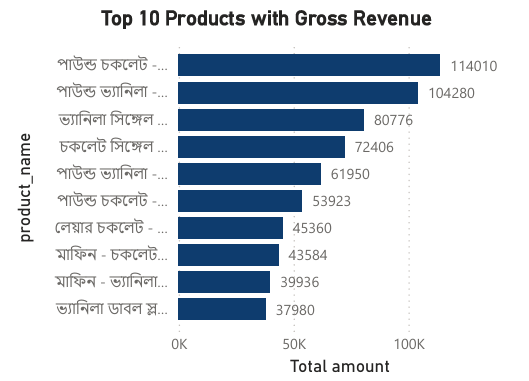 Top 10 Products with Gross Revenue
product_name
পাউন্ড চকলেট -... 114010
পাউন্ড ভ্যানিলা -... 104280
ভ্যানিলা সিঙ্গেল ... 80776
চকলেট সিঙ্গেল ... 72406
পাউন্ড ভ্যানিলা -... 61950
পাউন্ড চকলেট -... 53923
লেয়ার চকলেট - ... 45360
মাফিন - চকলেট... 43584
মাফিন - ভ্যানিলা... 39936
ভ্যানিলা ডাবল স্ল... 37980
0K 50K 100K
Total amount